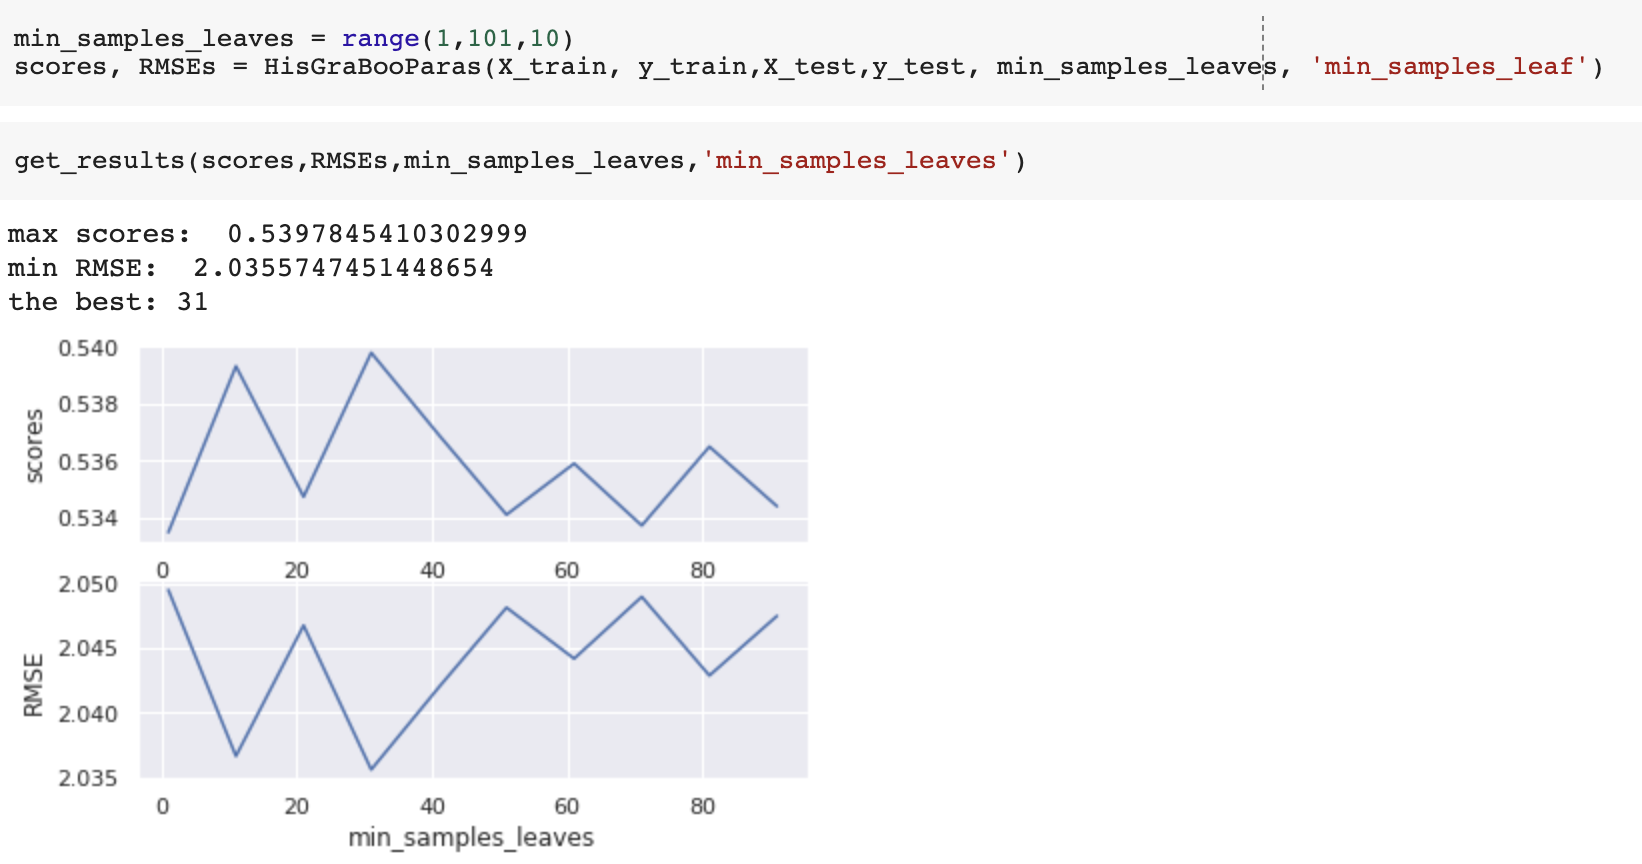 min_samples_leaves = range(1,101,10)
scores, RMSEs = HisGraBooParas(X_train, y_train,X_test,y_test, min_samples_leaves, 'min_samples_leaf')
get_results(scores,RMSEs,min_samples_leaves,'min_samples_leaves')
max scores:  0.5397845410302999
min RMSE:  2.0355747451448654
the best: 31
0.540
0.538
0.536
0.534
scores
0 20 40 60 80
2.050
2.045
2.040
2.035
RMSE
0 20 40 60 80
min_samples_leaves